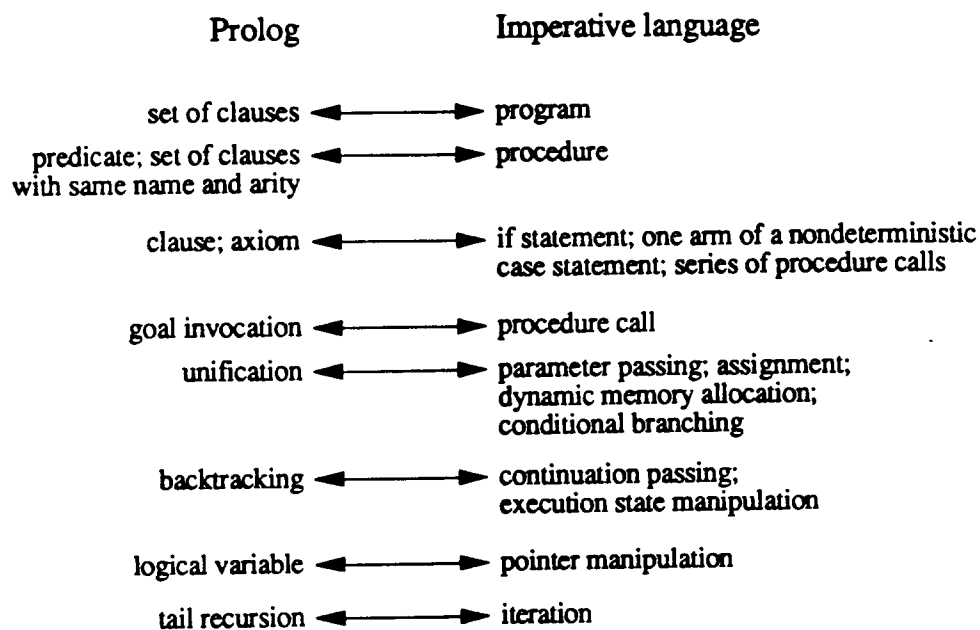 Prolog Imperative language
set of clauses program
predicate; set of clauses procedure
with same name and arity
clause; axiom if statement; one arm of a nondeterministic
case statement; series of procedure calls
goal invocation procedure call
unification parameter passing; assignment;
dynamic memory allocation;
conditional branching
backtracking continuation passing;
execution state manipulation
logical variable pointer manipulation
tail recursion iteration